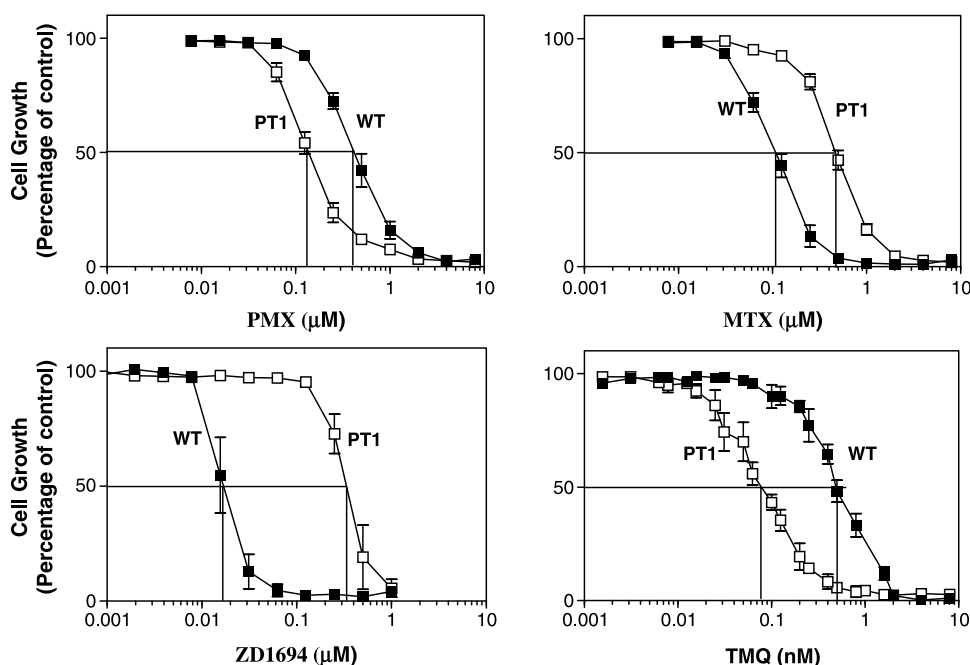 Cell Growth
(Percentage of control)
100
50
0
PT1
WT
0.001
0.01
0.1
1
10
PMX (µM)
100
50
0
WT
PT1
0.001
0.01
0.1
1
10
MTX (µM)
Cell Growth
(Percentage of control)
100
50
0
WT
PT1
0.001
0.01
0.1
1
10
ZD1694 (µM)
100
50
0
PT1
WT
0.001
0.01
0.1
1
10
TMQ (nM)